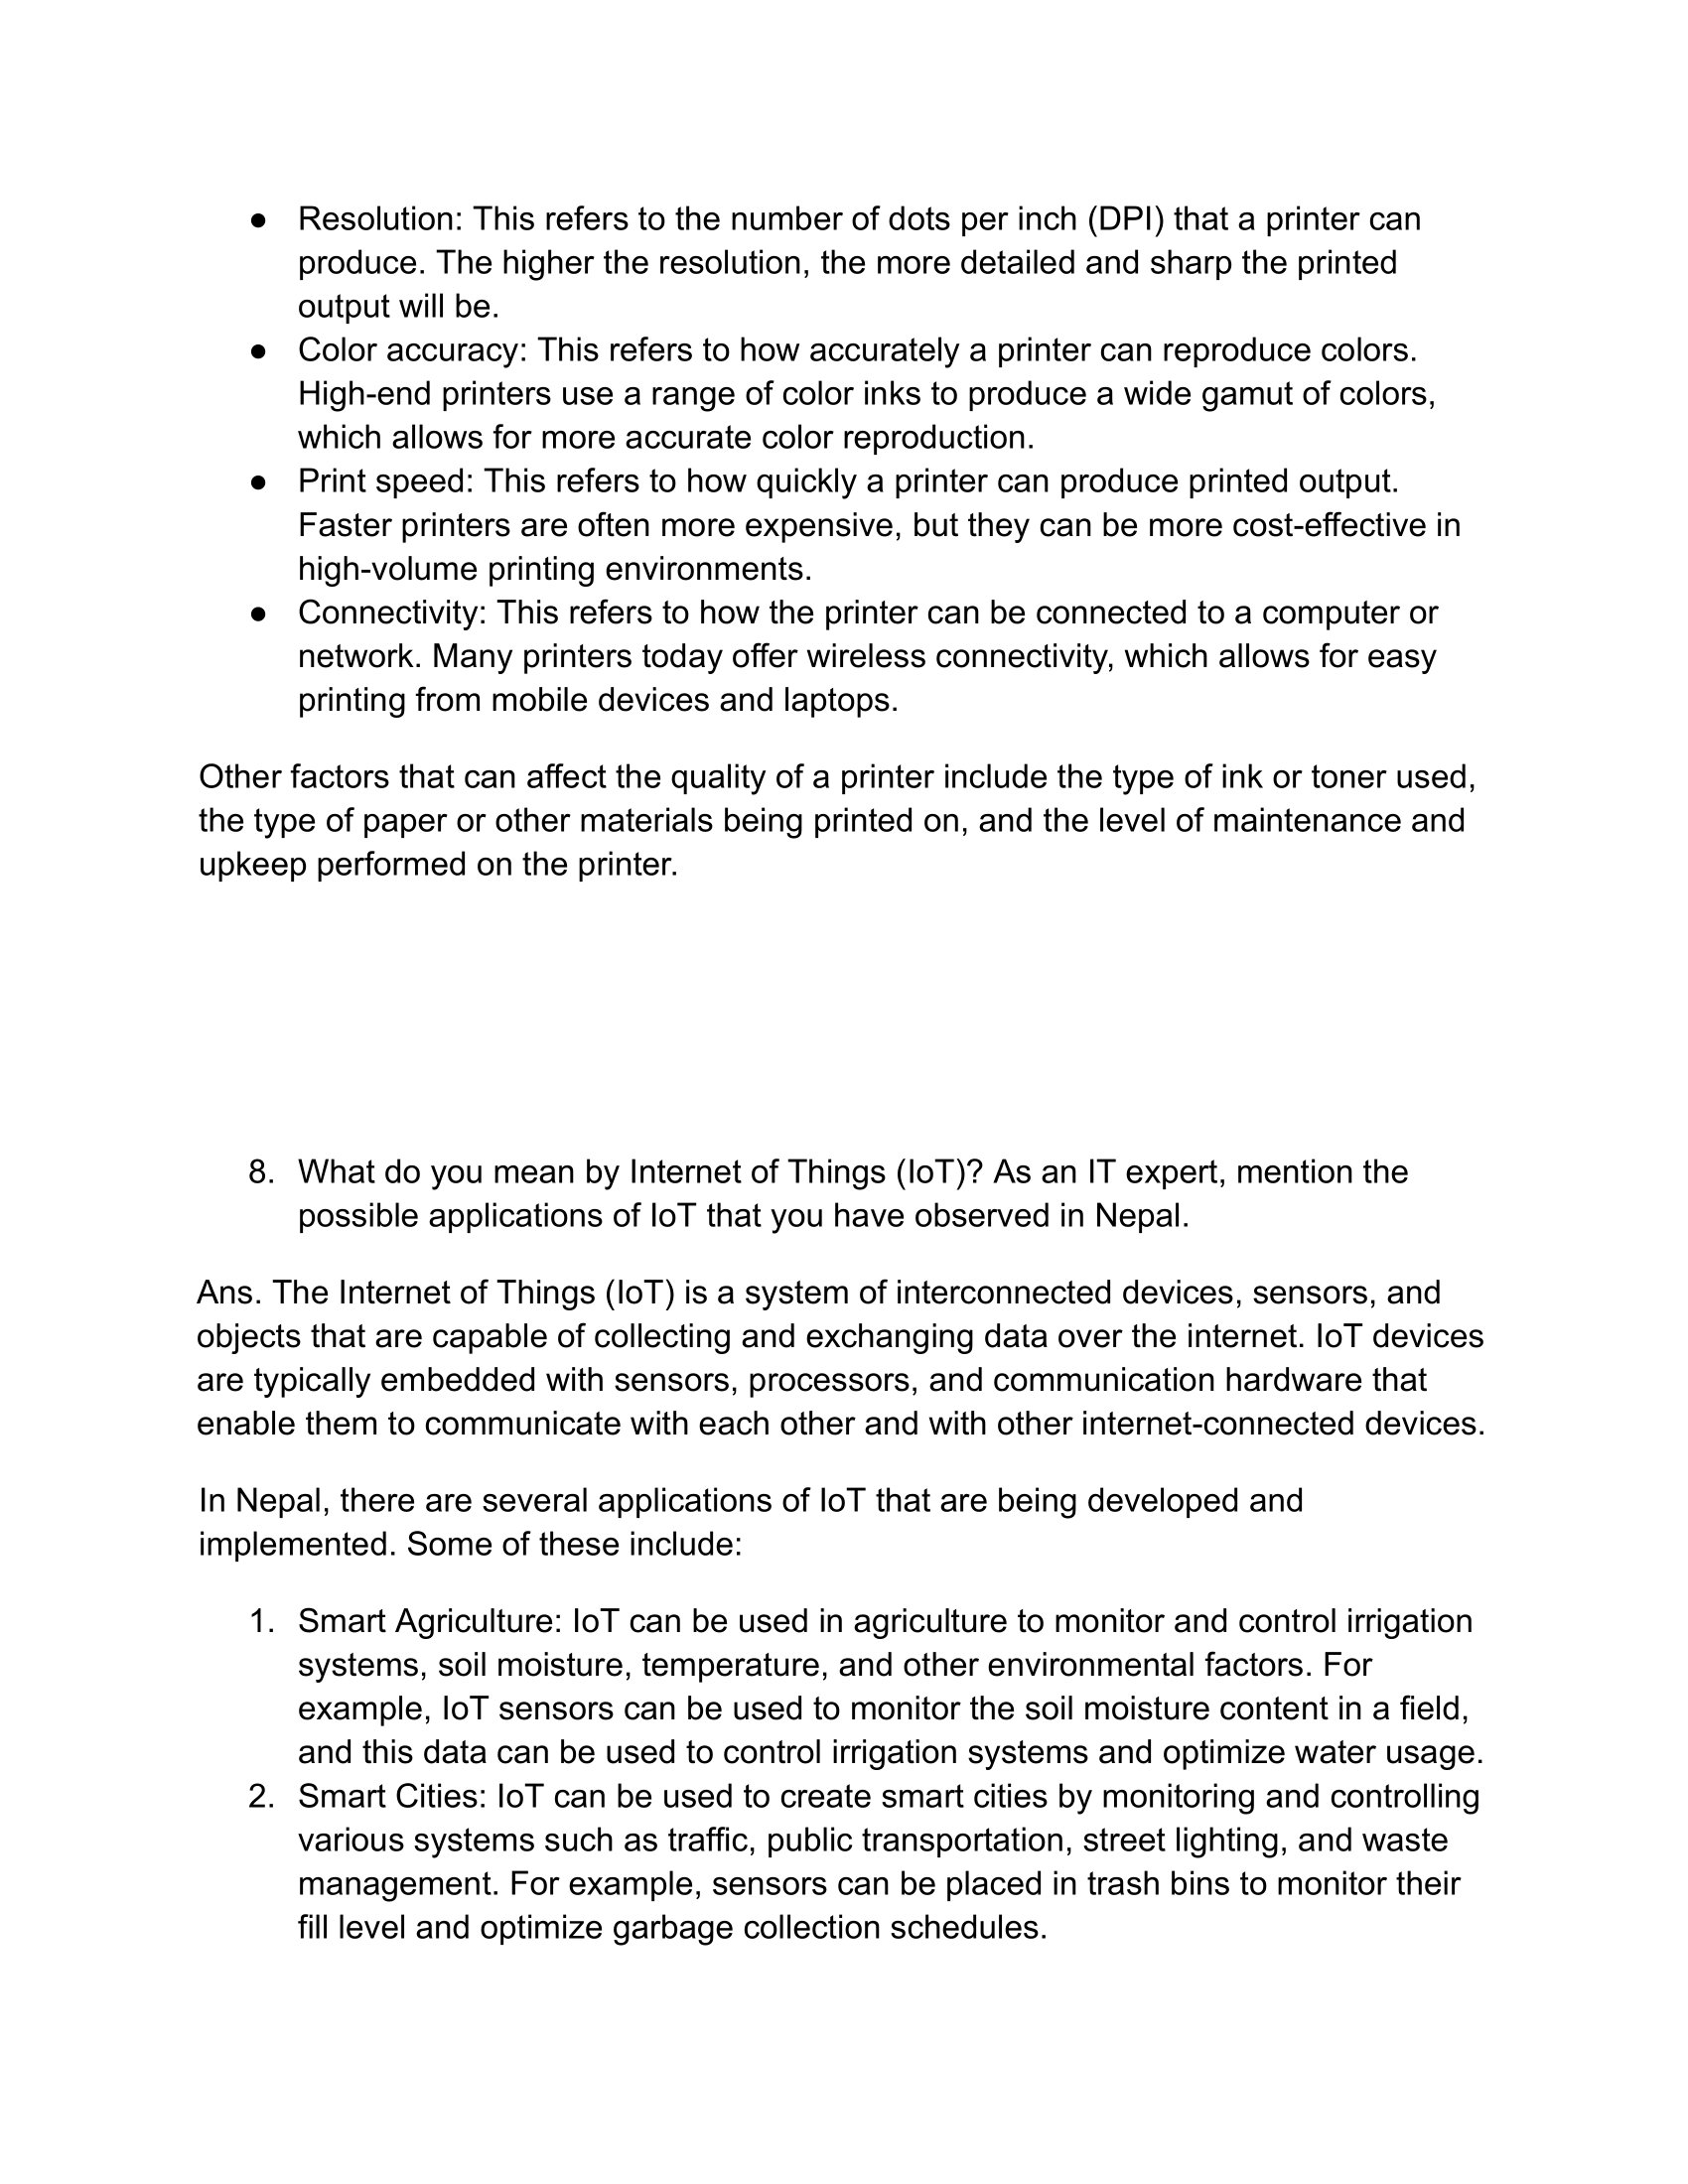 ● Resolution: This refers to the number of dots per inch (DPI) that a printer can
produce. The higher the resolution, the more detailed and sharp the printed
output will be.
● Color accuracy: This refers to how accurately a printer can reproduce colors.
High-end printers use a range of color inks to produce a wide gamut of colors,
which allows for more accurate color reproduction.
● Print speed: This refers to how quickly a printer can produce printed output.
Faster printers are often more expensive, but they can be more cost-effective in
high-volume printing environments.
● Connectivity: This refers to how the printer can be connected to a computer or
network. Many printers today offer wireless connectivity, which allows for easy
printing from mobile devices and laptops.
Other factors that can affect the quality of a printer include the type of ink or toner used,
the type of paper or other materials being printed on, and the level of maintenance and
upkeep performed on the printer.
8. What do you mean by Internet of Things (IoT)? As an IT expert, mention the
possible applications of IoT that you have observed in Nepal.
Ans. The Internet of Things (IoT) is a system of interconnected devices, sensors, and
objects that are capable of collecting and exchanging data over the internet. IoT devices
are typically embedded with sensors, processors, and communication hardware that
enable them to communicate with each other and with other internet-connected devices.
In Nepal, there are several applications of IoT that are being developed and
implemented. Some of these include:
1. Smart Agriculture: IoT can be used in agriculture to monitor and control irrigation
systems, soil moisture, temperature, and other environmental factors. For
example, IoT sensors can be used to monitor the soil moisture content in a field,
and this data can be used to control irrigation systems and optimize water usage.
2. Smart Cities: IoT can be used to create smart cities by monitoring and controlling
various systems such as traffic, public transportation, street lighting, and waste
management. For example, sensors can be placed in trash bins to monitor their
fill level and optimize garbage collection schedules.